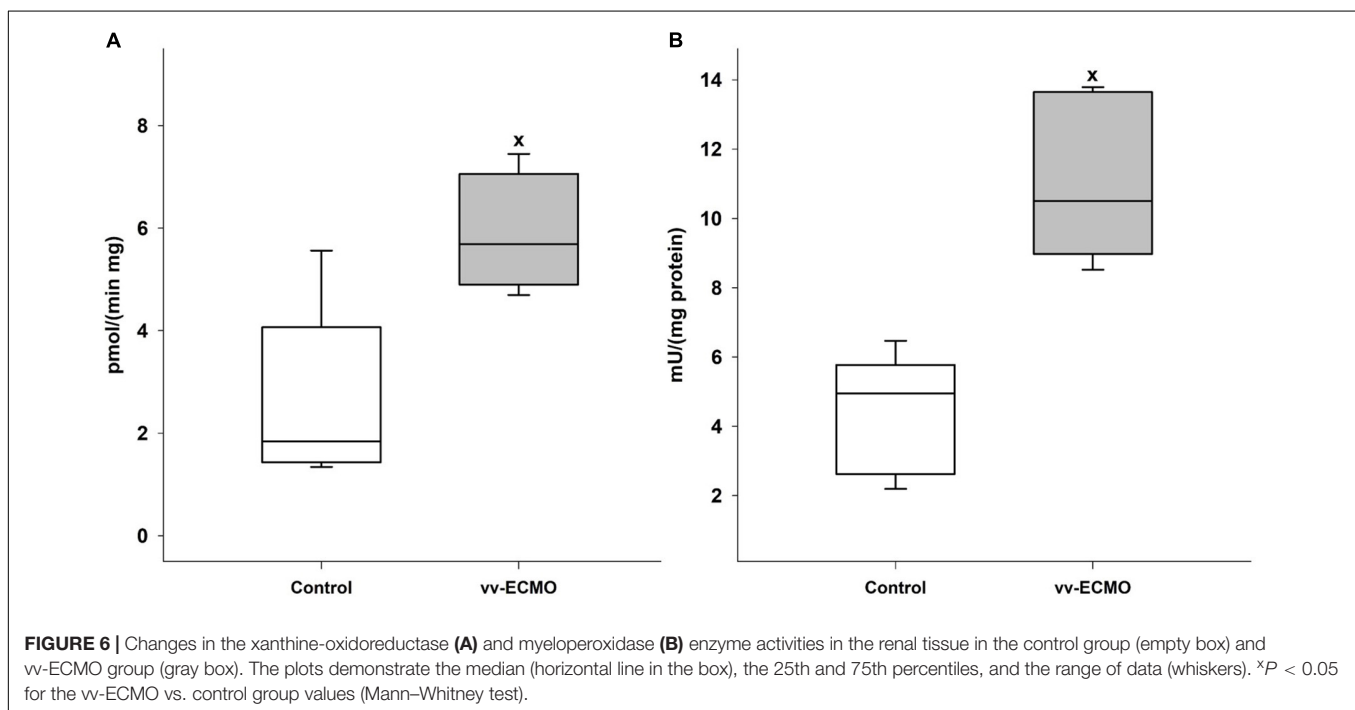 A
B
8
6
4
2
0
pmol/(min mg)
x
Control
vv-ECMO
14
12
10
8
6
4
2
mU/(mg protein)
x
Control
vv-ECMO
FIGURE 6 | Changes in the xanthine-oxidoreductase (A) and myeloperoxidase (B) enzyme activities in the renal tissue in the control group (empty box) and
vv-ECMO group (gray box). The plots demonstrate the median (horizontal line in the box), the 25th and 75th percentiles, and the range of data (whiskers). ˣP < 0.05
for the vv-ECMO vs. control group values (Mann–Whitney test).